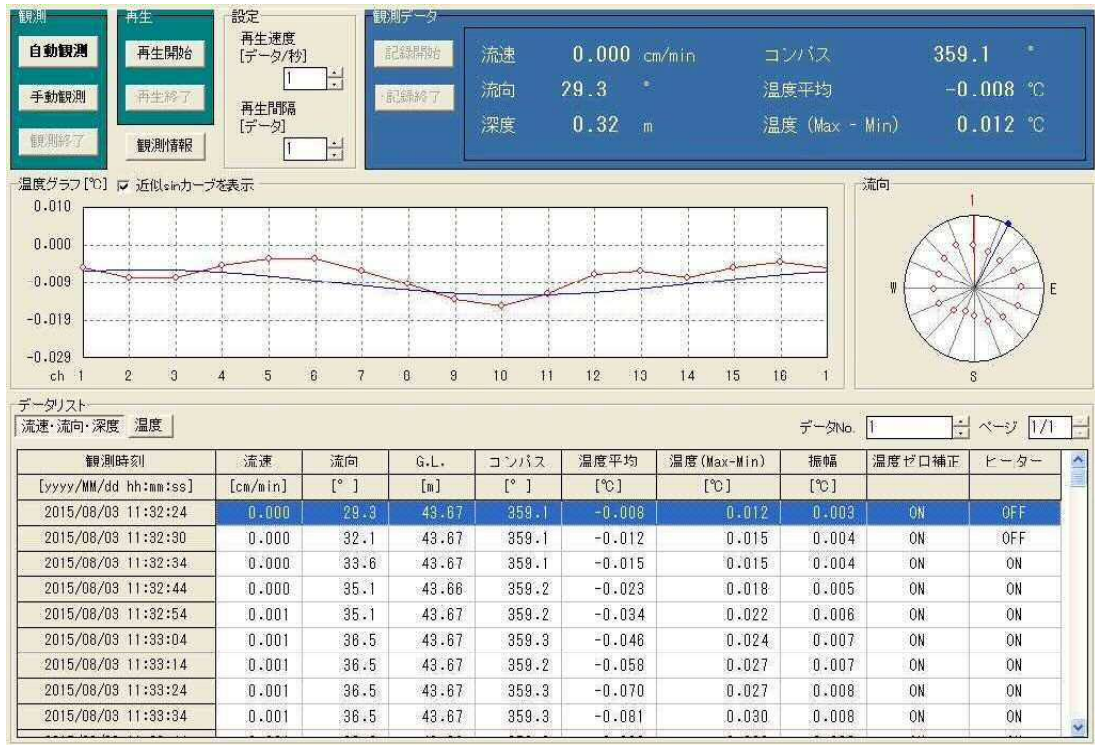 観測
自動観測
手動観測
観測終了
再生
再生開始
再生終了
観測情報
設定
再生速度
[データ/秒]
1
再生間隔
[データ]
1
観測データ
記録開始
記録終了
流速 0.000 cm/min コンパス 359.1 °
流向 29.3 ° 温度平均 -0.008 ℃
深度 0.32 m 温度 (Max - Min) 0.012 ℃
温度グラフ[℃] 近似sinカーブを表示
0.010
0.000
-0.009
-0.019
-0.029
ch 1 2 3 4 5 6 7 8 9 10 11 12 13 14 15 16 1
流向
1
W E
S
データリスト
流速・流向・深度 温度 データNo. 1 ページ 1/1
観測時刻 流速 流向 G.L. コンパス 温度平均 温度(Max-Min) 振幅 温度ゼロ補正 ヒーター
[yyyy/MM/dd hh:mm:ss] [cm/min] [° ] [m] [° ] [℃] [℃] [℃]
2015/08/03 11:32:24 0.000 29.3 43.67 359.1 -0.008 0.012 0.003 ON OFF
2015/08/03 11:32:30 0.000 32.1 43.67 359.1 -0.012 0.015 0.004 ON OFF
2015/08/03 11:32:34 0.000 33.6 43.67 359.1 -0.015 0.015 0.004 ON ON
2015/08/03 11:32:44 0.000 35.1 43.66 359.2 -0.023 0.018 0.005 ON ON
2015/08/03 11:32:54 0.001 35.1 43.67 359.2 -0.034 0.022 0.006 ON ON
2015/08/03 11:33:04 0.001 36.5 43.67 359.3 -0.046 0.024 0.007 ON ON
2015/08/03 11:33:14 0.001 36.5 43.67 359.2 -0.058 0.027 0.007 ON ON
2015/08/03 11:33:24 0.001 36.5 43.67 359.3 -0.070 0.027 0.008 ON ON
2015/08/03 11:33:34 0.001 36.5 43.67 359.3 -0.081 0.030 0.008 ON ON